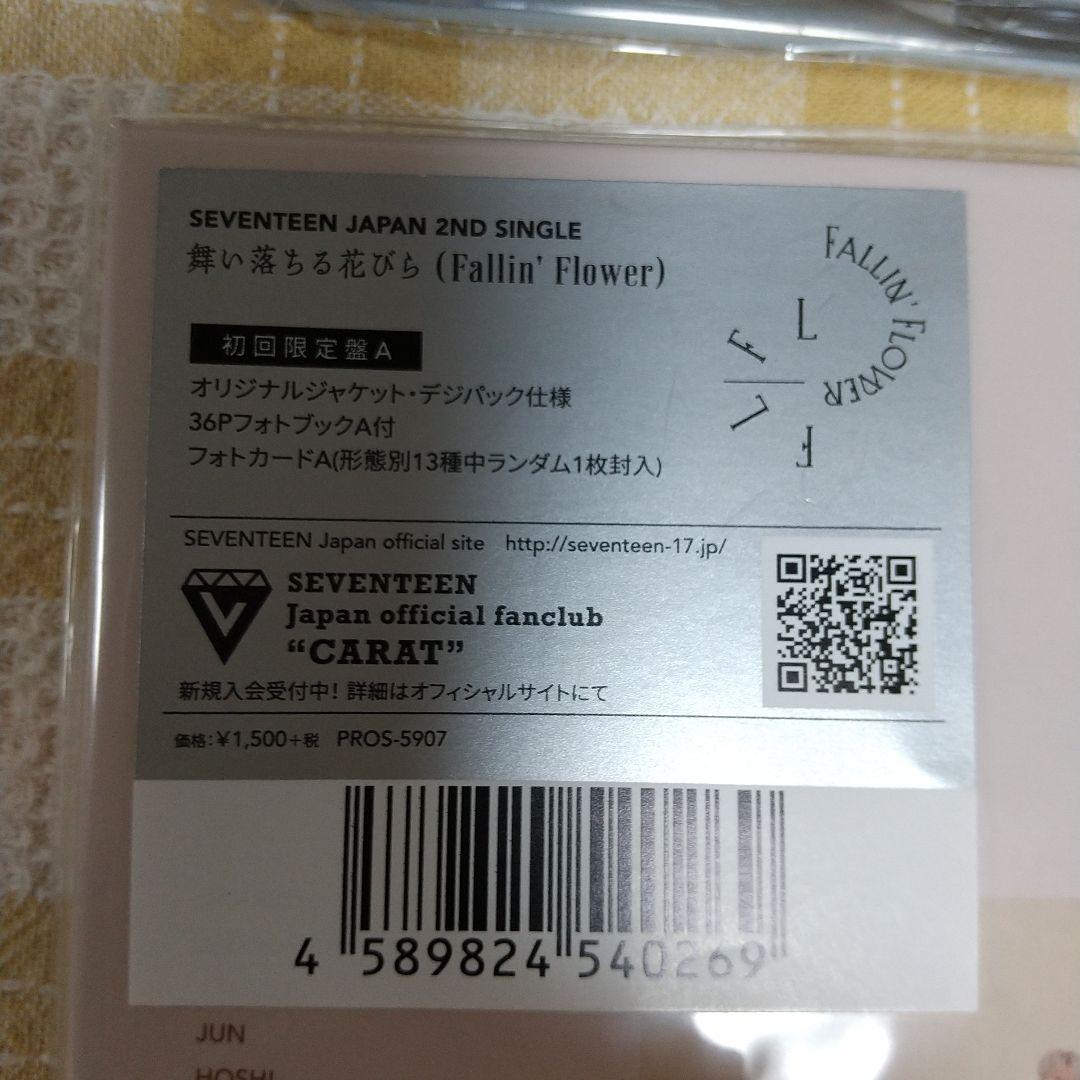 SEVENTEEN JAPAN 2ND SINGLE
舞い落ちる花びら (Fallin' Flower)
FALLIN' FLOWER
L
F
L
F
初回限定盤A
オリジナルジャケット・デジパック仕様
36PフォトブックA付
フォトカードA(形態別13種中ランダム1枚封入)
SEVENTEEN Japan official site http://seventeen-17.jp/
SEVENTEEN
Japan official fanclub
“CARAT”
新規入会受付中! 詳細はオフィシャルサイトにて
価格:¥1,500+税 PROS-5907
4 589824 540269
JUN
HOSHI